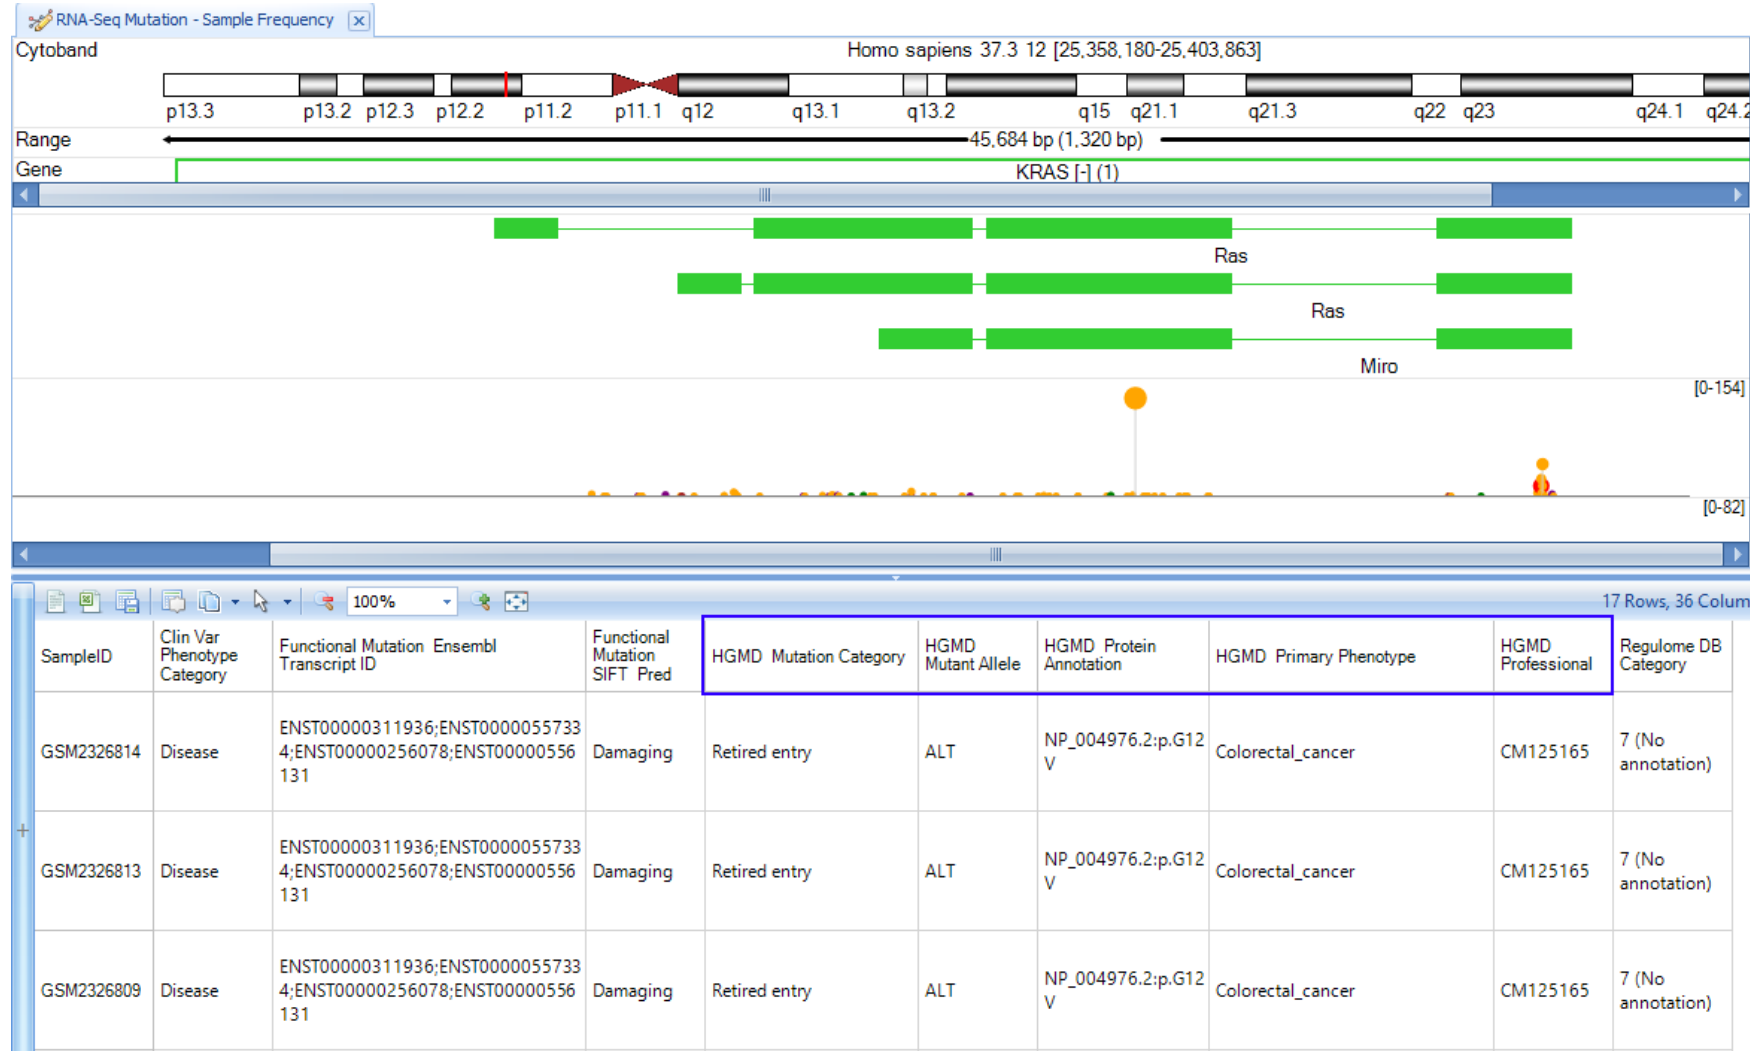 RNA-Seq Mutation - Sample Frequency
Cytoband
Homo sapiens 37.3 12 [25,358,180-25,403,863]
p13.3 p13.2 p12.3 p12.2 p11.2 p11.1 q12 q13.1 q13.2 q15 q21.1 q21.3 q22 q23 q24.1 q24.2
Range
45,684 bp (1,320 bp)
Gene
KRAS [-] (1)
Ras
Ras
Miro
[0-154]
[0-82]
100%
17 Rows, 36 Colum
SampleID
Clin Var
Phenotype
Category
Functional Mutation Ensembl
Transcript ID
Functional
Mutation
SIFT Pred
HGMD Mutation Category
HGMD
Mutant Allele
HGMD Protein
Annotation
HGMD Primary Phenotype
HGMD
Professional
Regulome DB
Category
GSM2326814
Disease
ENST00000311936;ENST0000055733
4;ENST00000256078;ENST00000556
131
Damaging
Retired entry
ALT
NP_004976.2:p.G12
V
Colorectal_cancer
CM125165
7 (No
annotation)
GSM2326813
Disease
ENST00000311936;ENST0000055733
4;ENST00000256078;ENST00000556
131
Damaging
Retired entry
ALT
NP_004976.2:p.G12
V
Colorectal_cancer
CM125165
7 (No
annotation)
GSM2326809
Disease
ENST00000311936;ENST0000055733
4;ENST00000256078;ENST00000556
131
Damaging
Retired entry
ALT
NP_004976.2:p.G12
V
Colorectal_cancer
CM125165
7 (No
annotation)